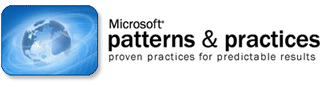 Microsoft®
patterns & practices
proven practices for predictable results